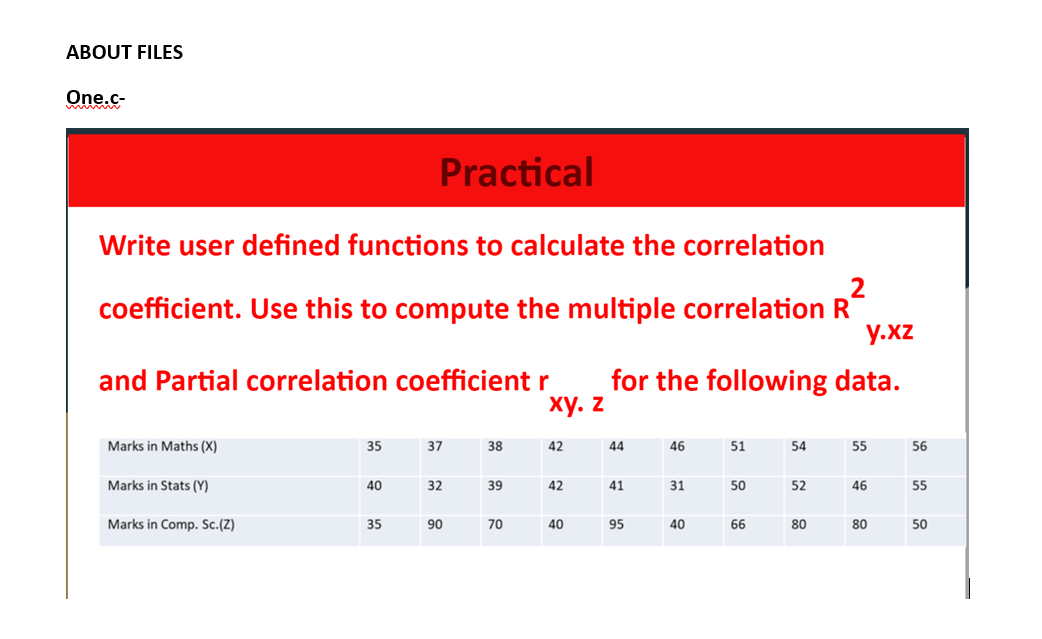 ABOUT FILES
One.c-
Practical
Write user defined functions to calculate the correlation
coefficient. Use this to compute the multiple correlation R²y.xz
and Partial correlation coefficient r xy. z for the following data.
Marks in Maths (X) 35 37 38 42 44 46 51 54 55 56
Marks in Stats (Y) 40 32 39 42 41 31 50 52 46 55
Marks in Comp. Sc.(Z) 35 90 70 40 95 40 66 80 80 50